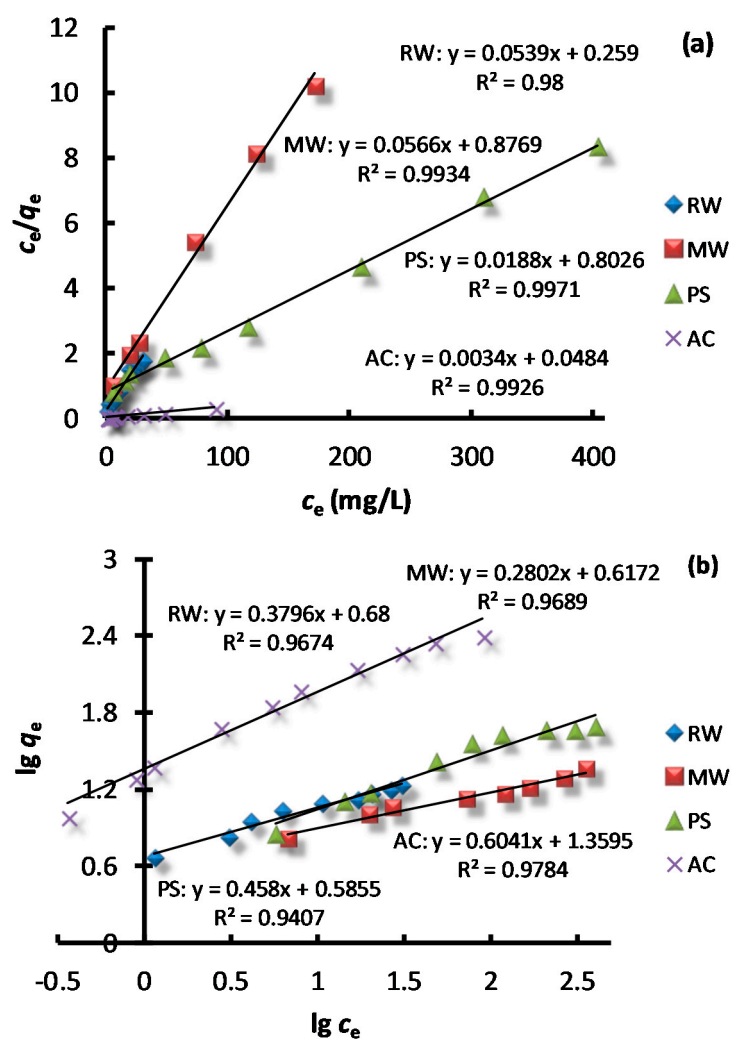 (a)
12
10
8
6
4
2
0
cₑ/qₑ
RW: y = 0.0539x + 0.259
R² = 0.98
MW: y = 0.0566x + 0.8769
R² = 0.9934
PS: y = 0.0188x + 0.8026
R² = 0.9971
AC: y = 0.0034x + 0.0484
R² = 0.9926
RW
MW
PS
AC
0 100 200 300 400
cₑ (mg/L)
(b)
3
2.4
1.8
1.2
0.6
0
lg qₑ
MW: y = 0.2802x + 0.6172
R² = 0.9689
RW: y = 0.3796x + 0.68
R² = 0.9674
AC: y = 0.6041x + 1.3595
R² = 0.9784
PS: y = 0.458x + 0.5855
R² = 0.9407
RW
MW
PS
AC
-0.5 0 0.5 1 1.5 2 2.5
lg cₑ